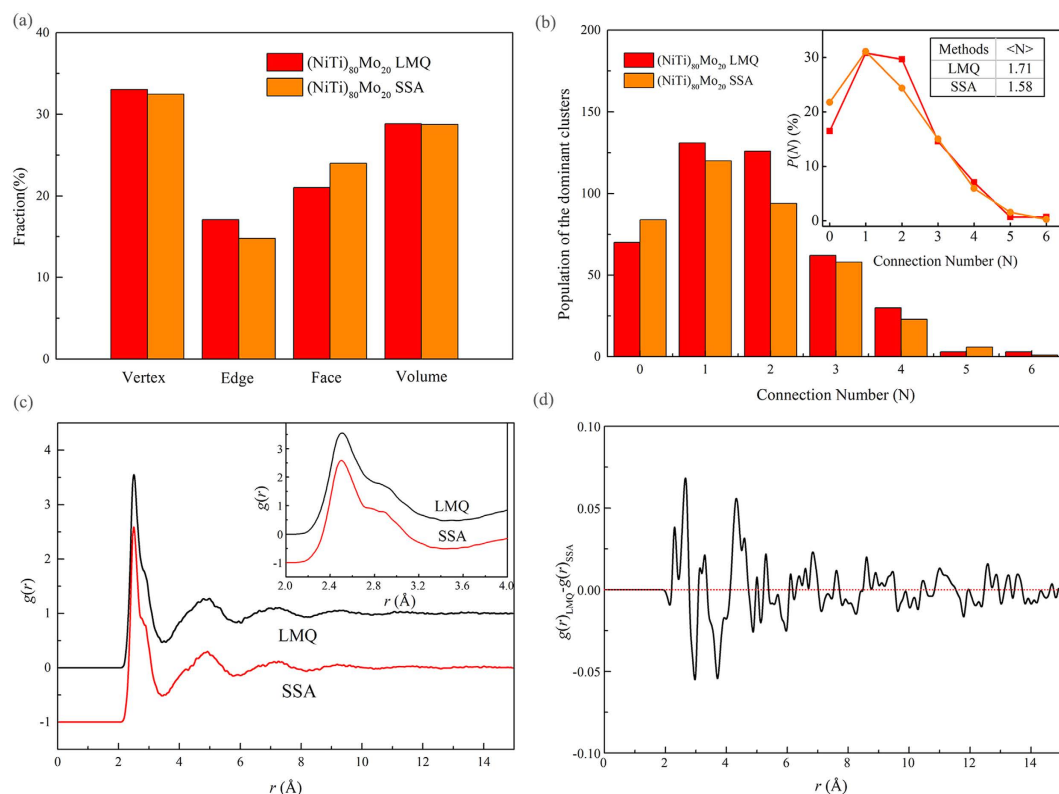 (a)
40
30
20
10
0
Fraction(%)
(NiTi)80Mo20 LMQ
(NiTi)80Mo20 SSA
Vertex Edge Face Volume
(b)
200
150
100
50
0
Population of the dominant clusters
(NiTi)80Mo20 LMQ
(NiTi)80Mo20 SSA
0 1 2 3 4 5 6
Connection Number (N)
30
20
10
0
P(N) (%)
Methods <N>
LMQ 1.71
SSA 1.58
0 1 2 3 4 5 6
Connection Number (N)
(c)
4
3
2
1
0
-1
g(r)
LMQ
SSA
0 2 4 6 8 10 12 14
r (Å)
3
2
1
0
-1
g(r)
LMQ
SSA
2.0 2.4 2.8 3.2 3.6 4.0
r (Å)
(d)
0.10
0.05
0.00
-0.05
-0.10
g(r)LMQ-g(r)SSA
0 2 4 6 8 10 12 14
r (Å)